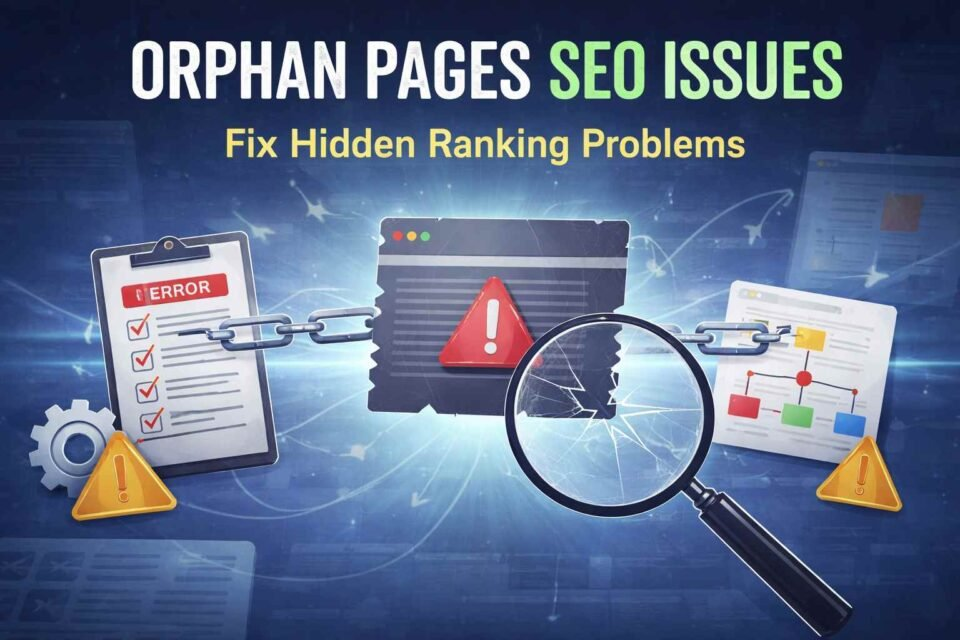 ORPHAN PAGES SEO ISSUES
Fix Hidden Ranking Problems
ERROR